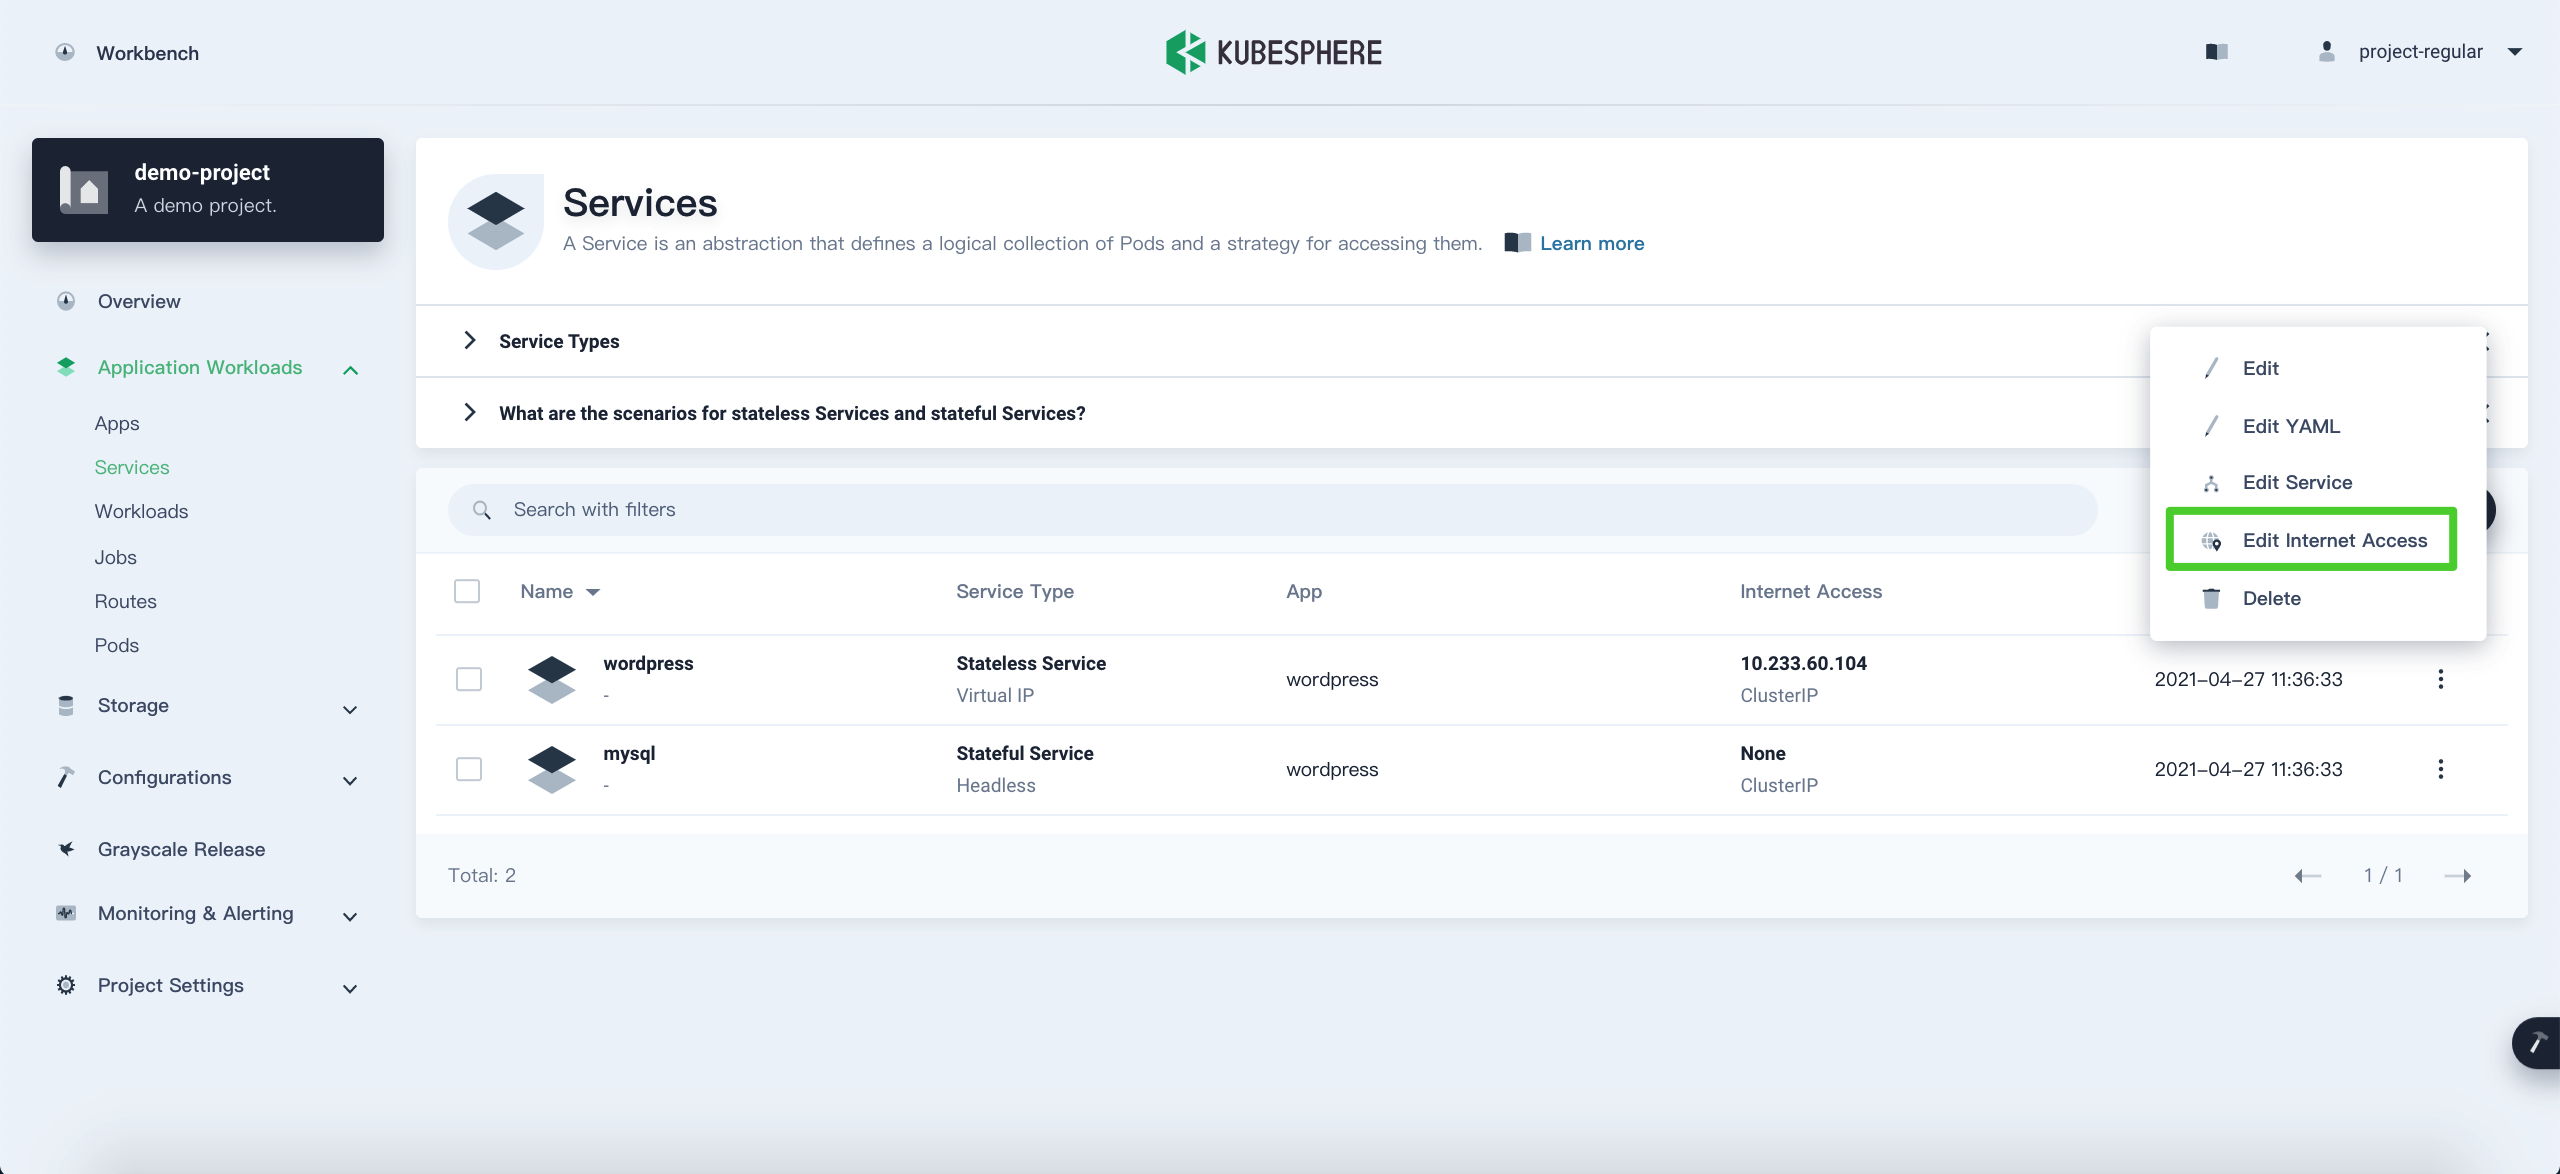 Workbench
KUBESPHERE
project-regular
demo-project
A demo project.
Overview
Application Workloads
Apps
Services
Workloads
Jobs
Routes
Pods
Storage
Configurations
Grayscale Release
Monitoring & Alerting
Project Settings
Services
A Service is an abstraction that defines a logical collection of Pods and a strategy for accessing them. Learn more
Service Types
What are the scenarios for stateless Services and stateful Services?
Edit
Edit YAML
Edit Service
Edit Internet Access
Delete
Search with filters
Name Service Type App Internet Access
wordpress Stateless Service 10.233.60.104
- Virtual IP wordpress ClusterIP 2021-04-27 11:36:33
mysql Stateful Service None
- Headless wordpress ClusterIP 2021-04-27 11:36:33
Total: 2
1 / 1